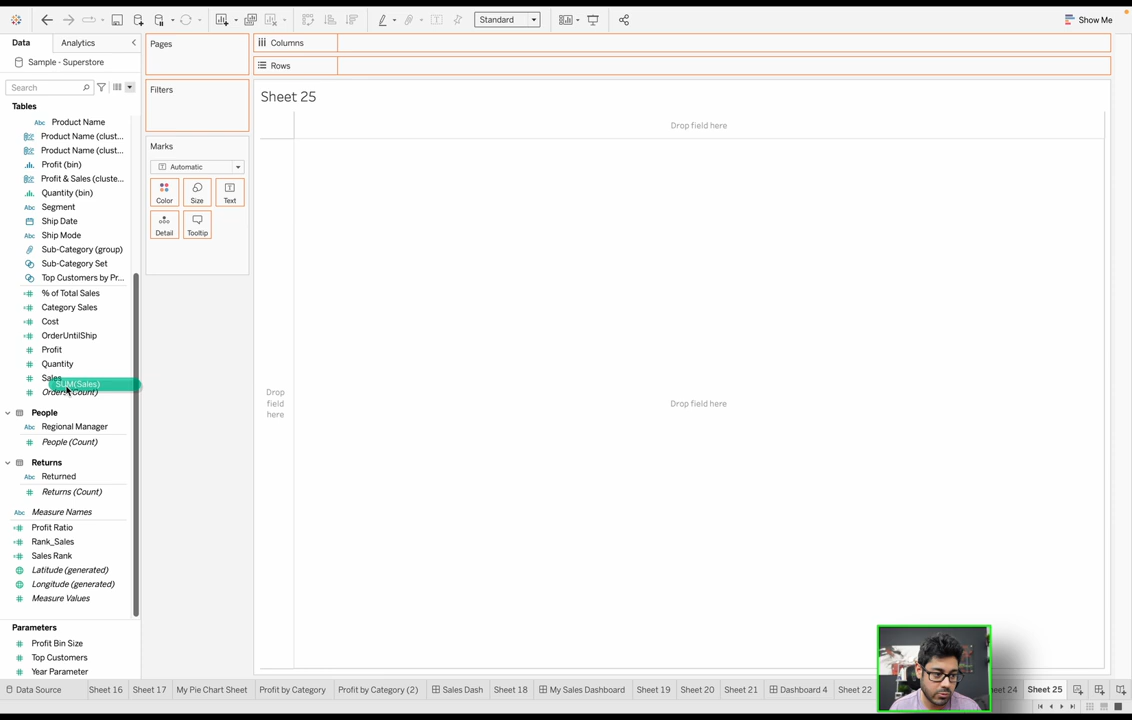 Standard
Show Me
Data
Analytics
Sample - Superstore
Search
Tables
Abc Product Name
Product Name (clust...
Product Name (clust...
Profit (bin)
Profit & Sales (cluste...
Quantity (bin)
Abc Segment
Ship Date
Abc Ship Mode
Sub-Category (group)
Sub-Category Set
Top Customers by Pr...
% of Total Sales
Category Sales
Cost
OrderUntilShip
Profit
Quantity
Sales
SUM(Sales)
Orders (Count)
People
Abc Regional Manager
People (Count)
Returns
Abc Returned
Returns (Count)
Abc Measure Names
Profit Ratio
Rank_Sales
Sales Rank
Latitude (generated)
Longitude (generated)
Measure Values
Parameters
Profit Bin Size
Top Customers
Year Parameter
Pages
Filters
Marks
Automatic
Color
Size
Text
Detail
Tooltip
Columns
Rows
Sheet 25
Drop field here
Drop
field
here
Drop field here
Data Source
Sheet 16
Sheet 17
My Pie Chart Sheet
Profit by Category
Profit by Category (2)
Sales Dash
Sheet 18
My Sales Dashboard
Sheet 19
Sheet 20
Sheet 21
Dashboard 4
Sheet 22
24
Sheet 25